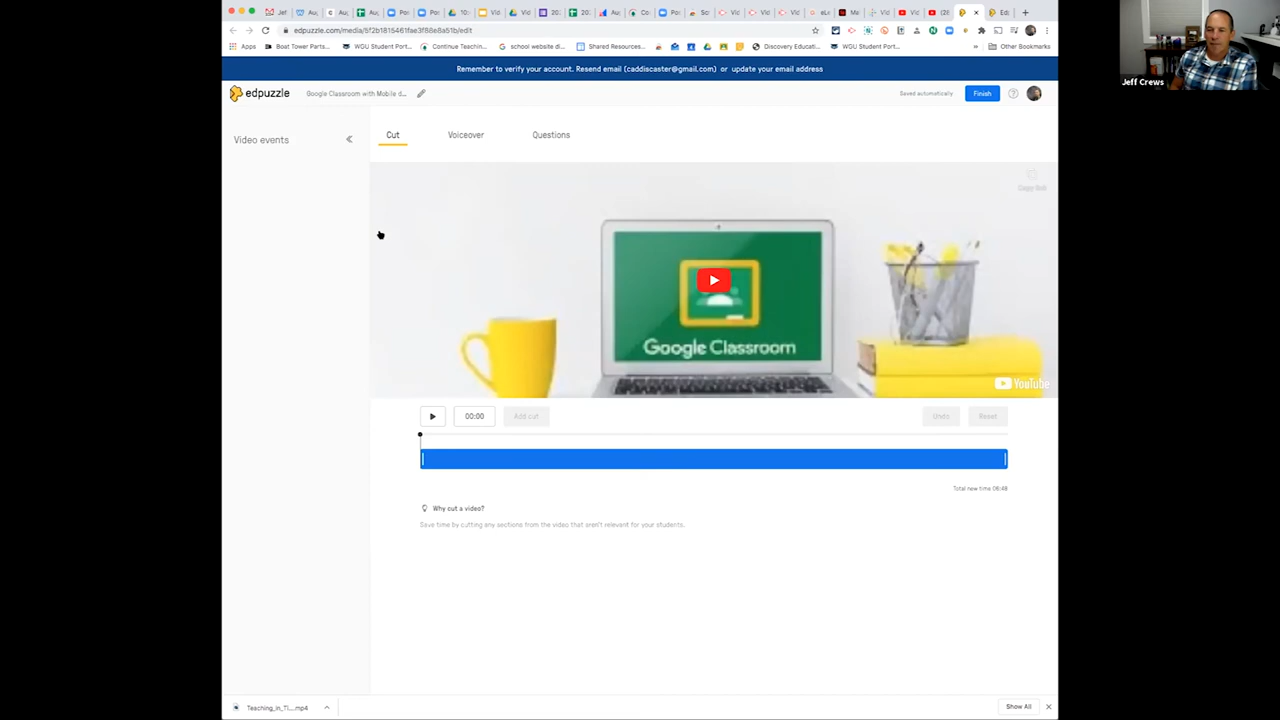 edpuzzle.com/media/5f2b1815461fae3f88e8a51b/edit
Apps Boat Tower Parts... WGU Student Port... Continue Teachin... school website di... Shared Resources... Discovery Educati... WGU Student Port... » Other Bookmarks
Remember to verify your account. Resend email (caddiscaster@gmail.com) or update your email address
edpuzzle Google Classroom with Mobile d... Saved automatically Finish
Video events
Cut Voiceover Questions
Copy link
Google Classroom
YouTube
00:00 Add cut Undo Reset
Total new time 06:48
Why cut a video?
Save time by cutting any sections from the video that aren't relevant for your students.
Teaching_in_Ti....mp4 Show All
Jeff Crews